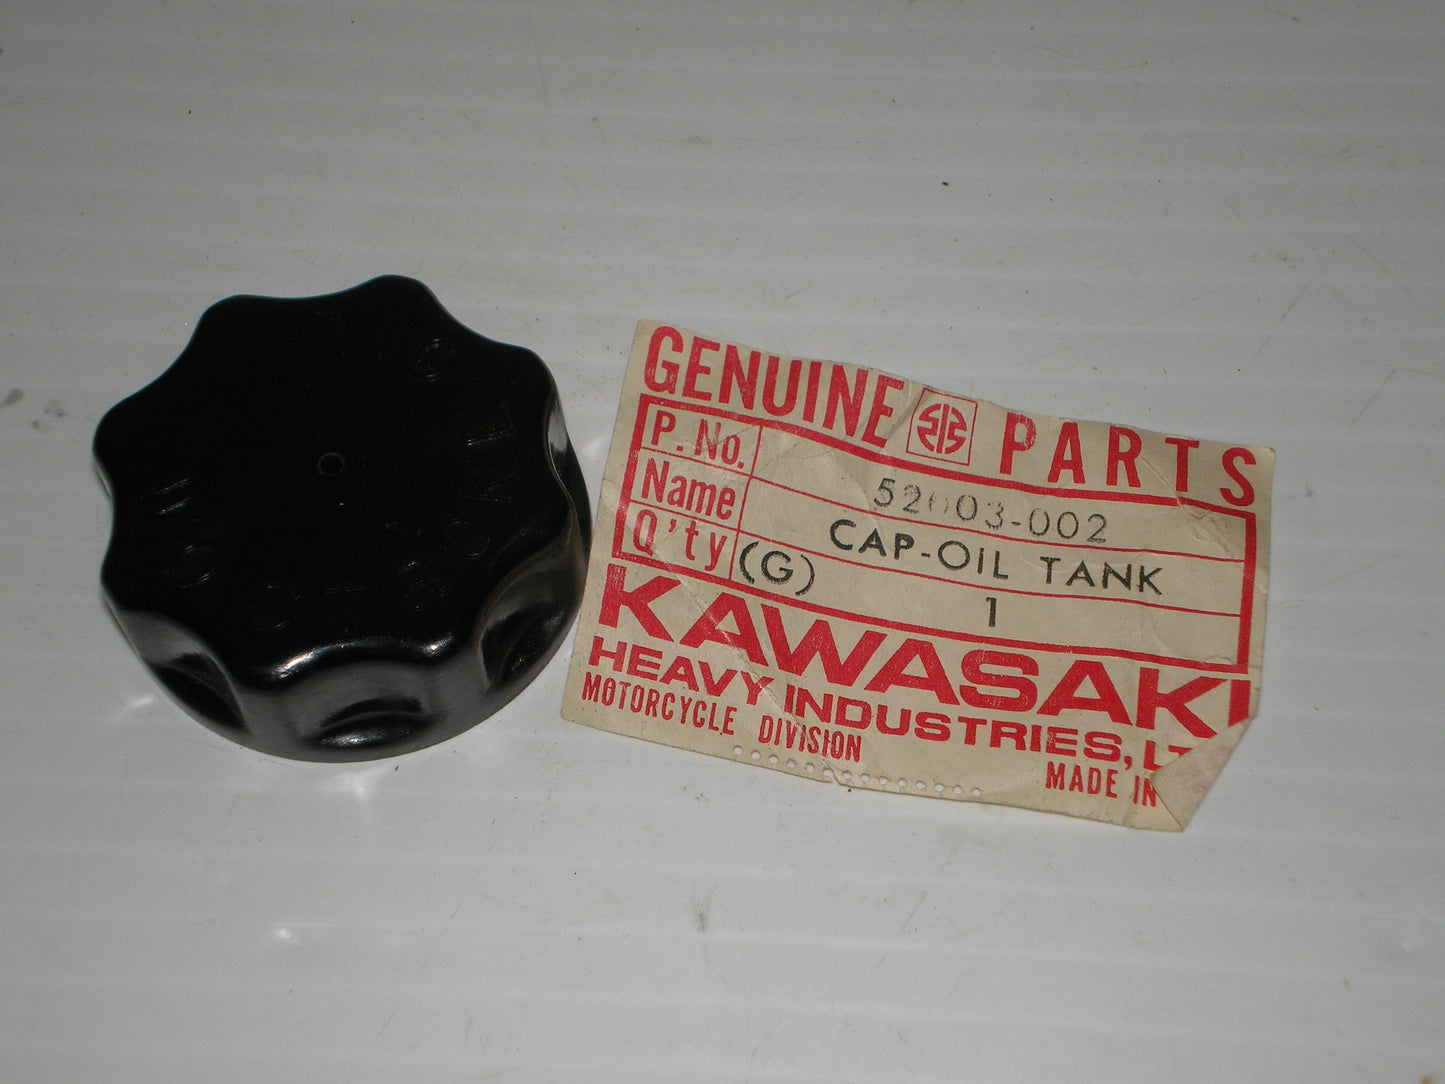 GENUINE PARTS
P. No. 52003-002
Name CAP-OIL TANK
Q'ty (G) 1
KAWASAKI
HEAVY INDUSTRIES,
MOTORCYCLE DIVISION
MADE IN